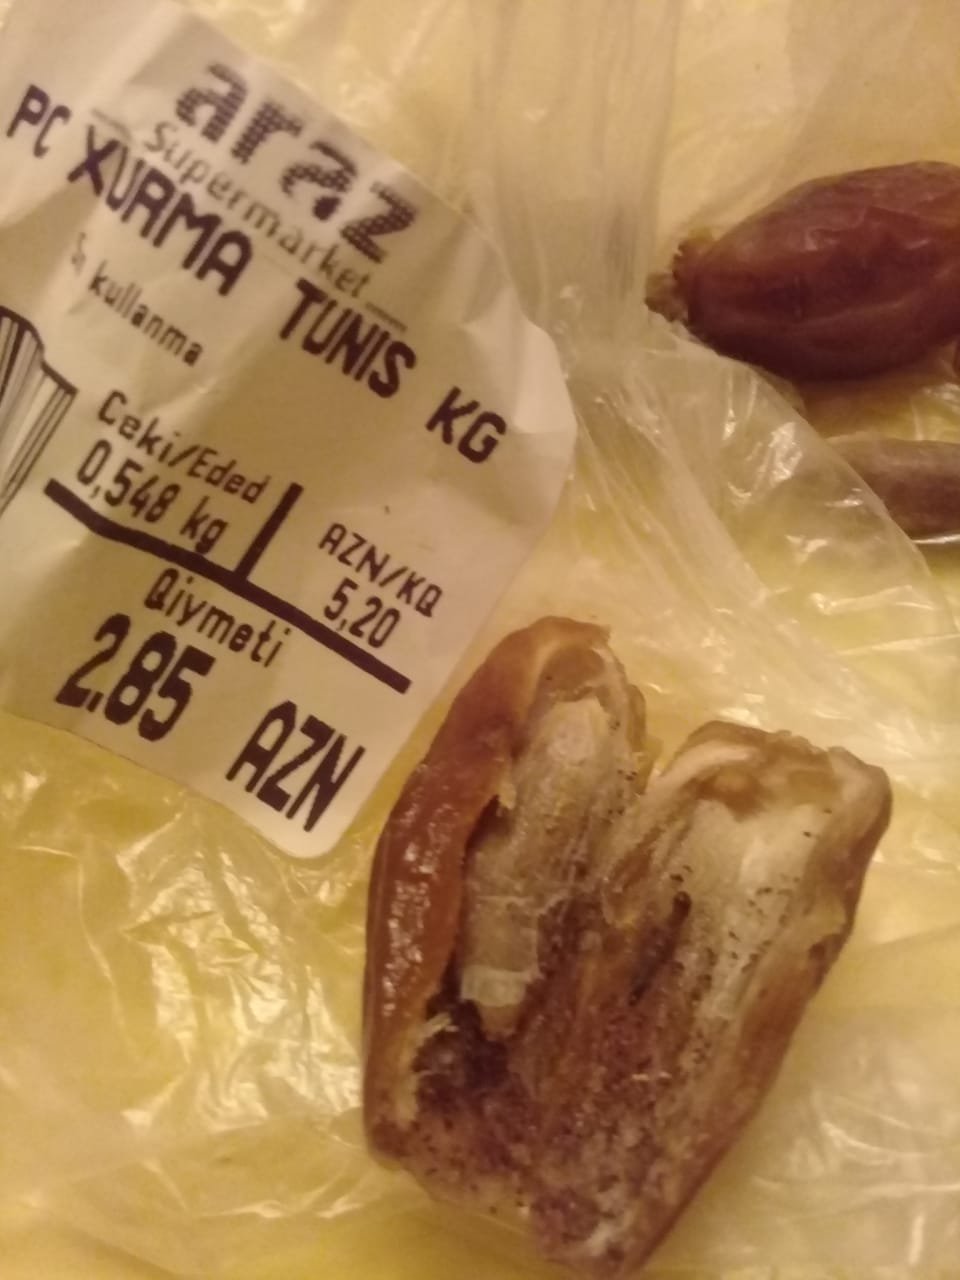 araz
Supermarket
PC XURMA TUNIS KG
kullanma
Ceki/Eded
0,548 kg
AZN/KQ
5,20
Qiymeti
2.85 AZN